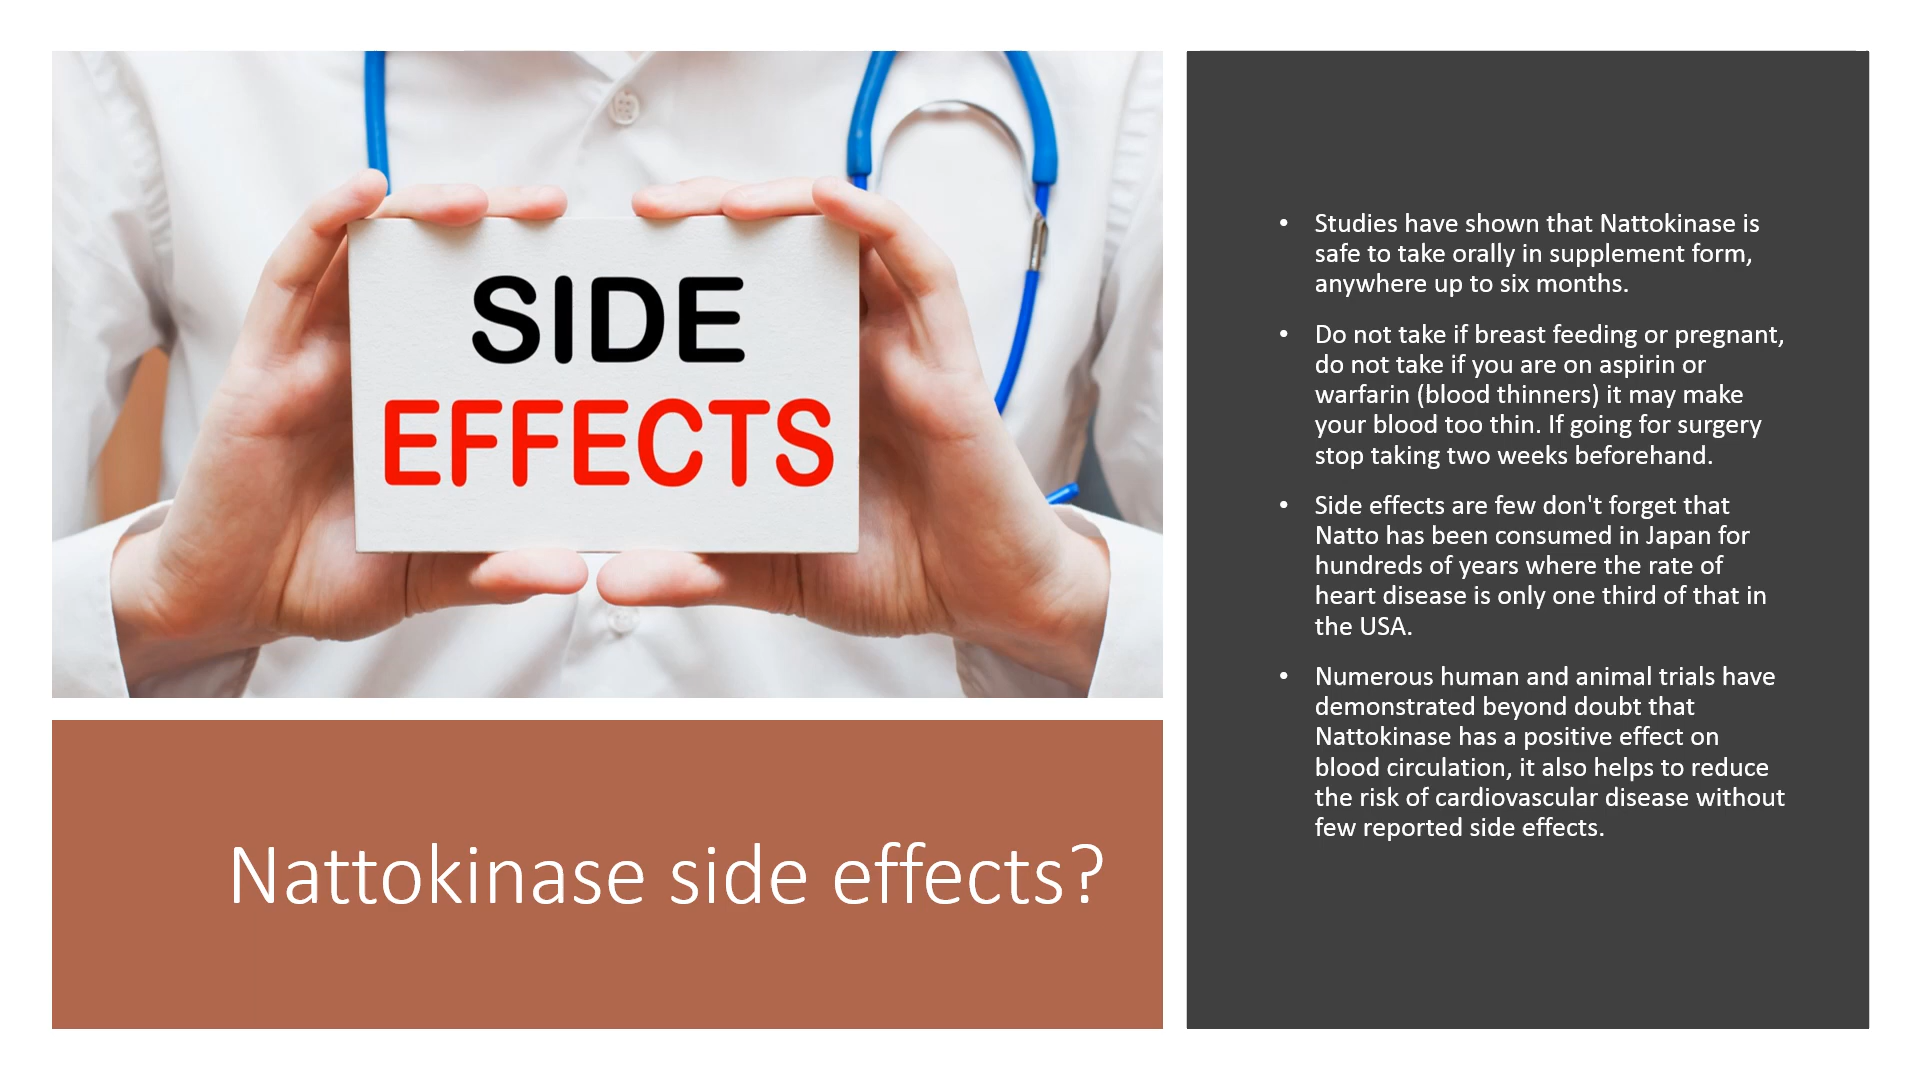 SIDE
EFFECTS
Nattokinase side effects?
• Studies have shown that Nattokinase is
safe to take orally in supplement form,
anywhere up to six months.
• Do not take if breast feeding or pregnant,
do not take if you are on aspirin or
warfarin (blood thinners) it may make
your blood too thin. If going for surgery
stop taking two weeks beforehand.
• Side effects are few don't forget that
Natto has been consumed in Japan for
hundreds of years where the rate of
heart disease is only one third of that in
the USA.
• Numerous human and animal trials have
demonstrated beyond doubt that
Nattokinase has a positive effect on
blood circulation, it also helps to reduce
the risk of cardiovascular disease without
few reported side effects.